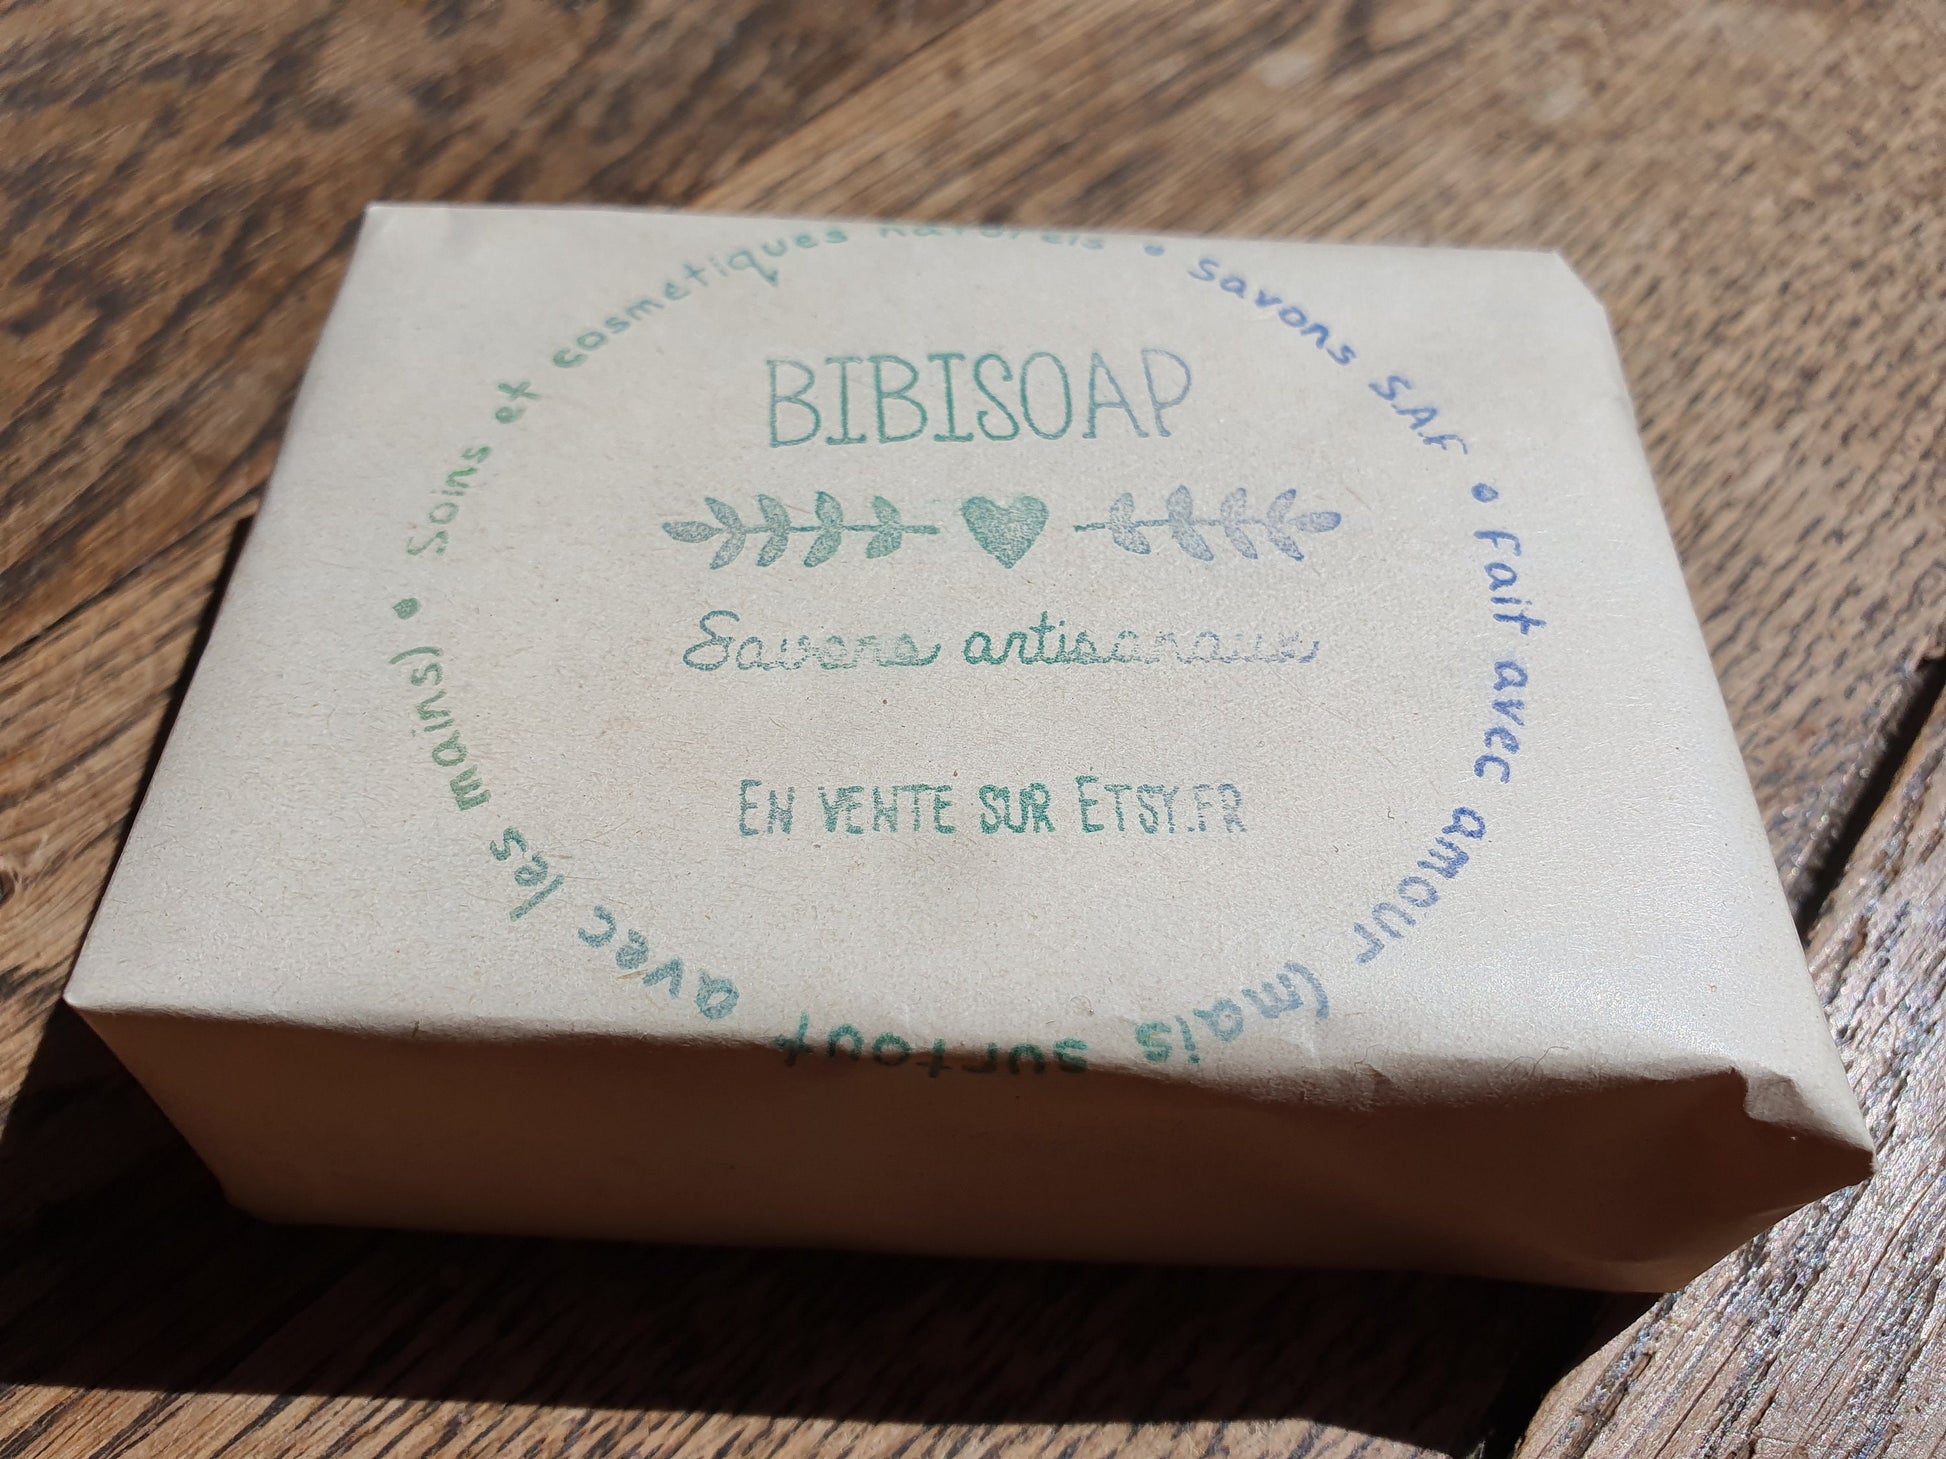 BIBISOAP
Savons artisanaux
EN VENTE SUR ETSY.FR
Soins et cosmetiques naturels • Savons S.A.F • Fait avec amour (mais surtout avec les mains) •